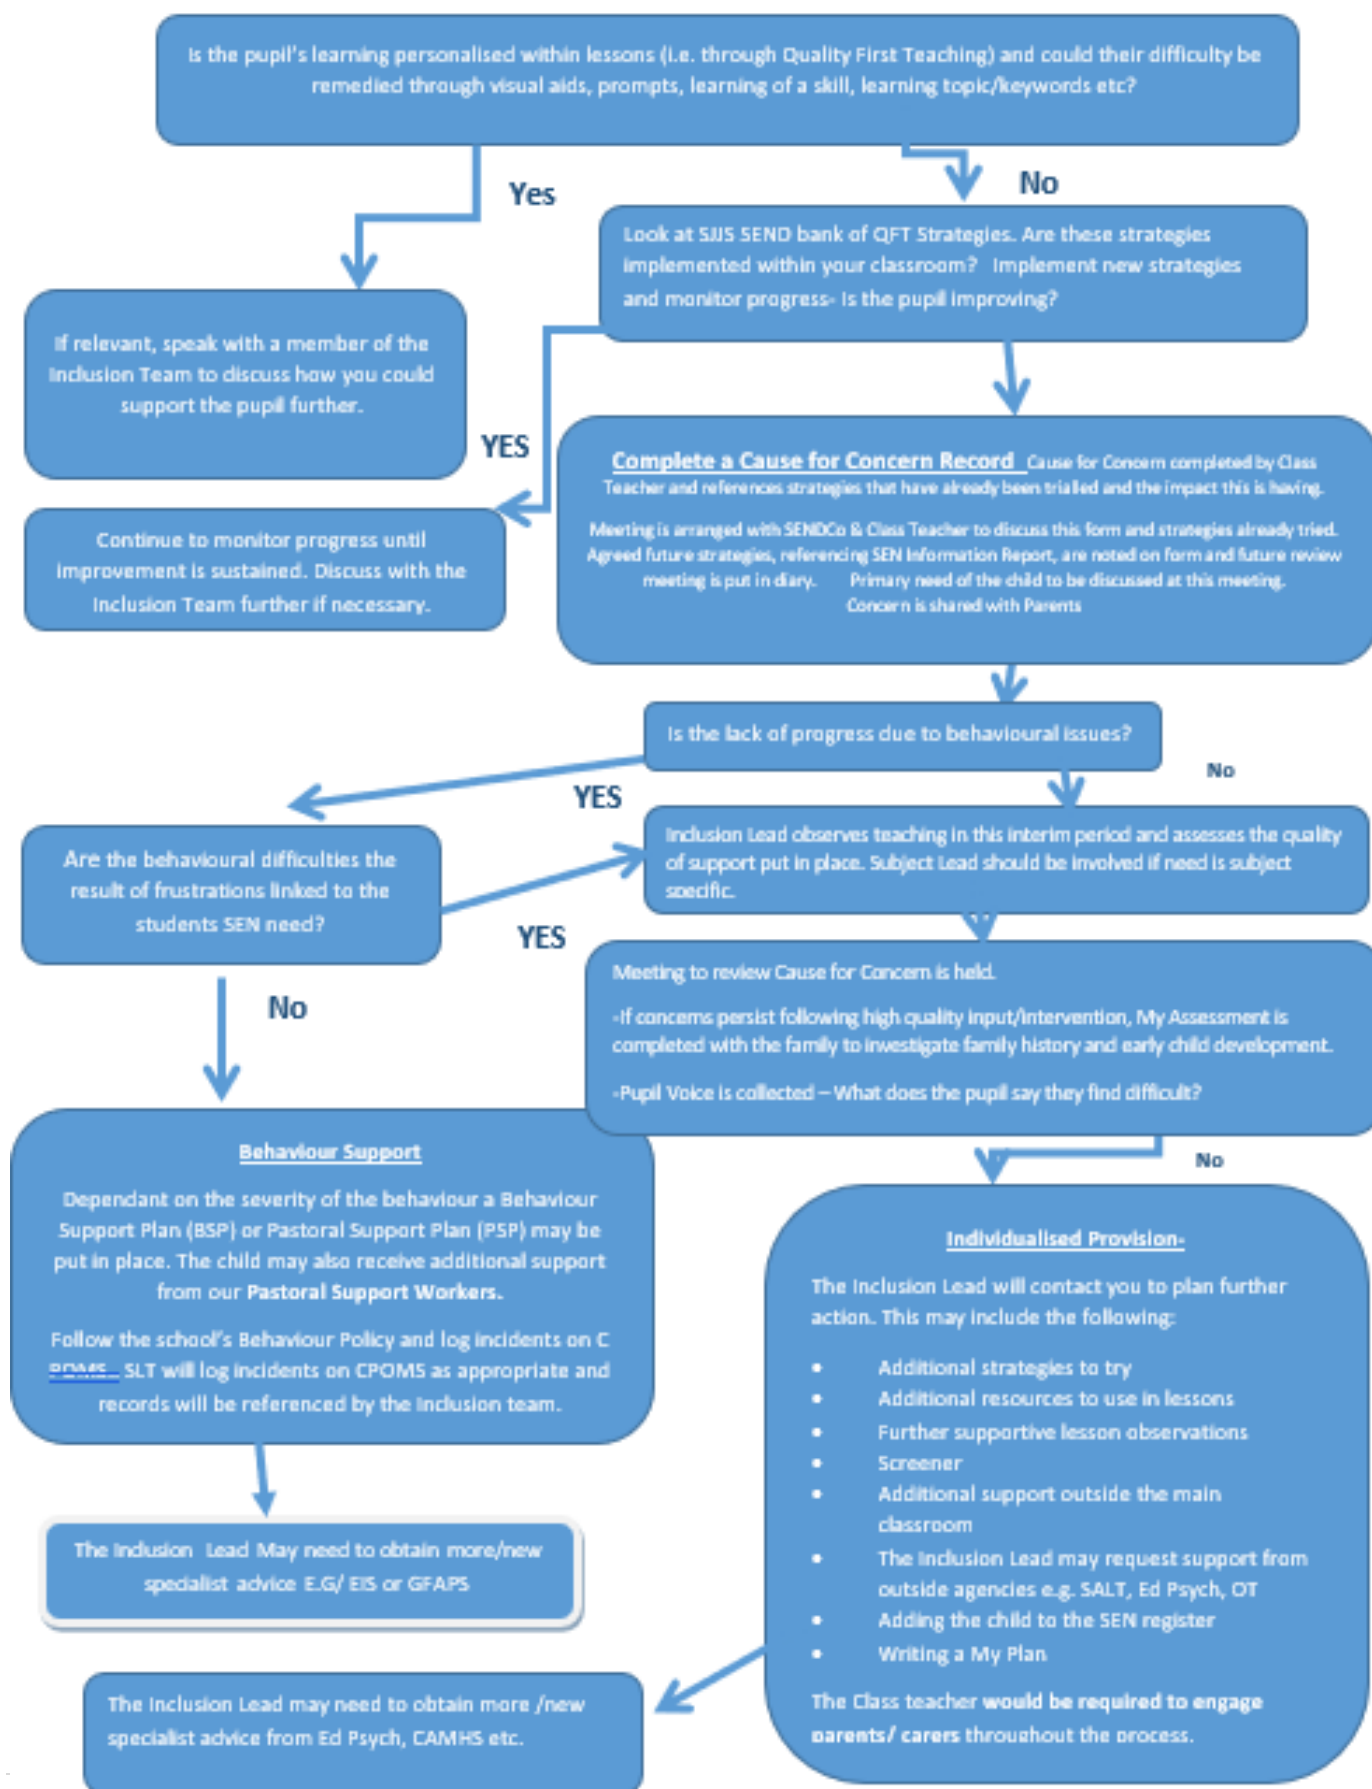 Is the pupil's learning personalised within lessons (i.e. through Quality First Teaching) and could their difficulty be
remedied through visual aids, prompts, learning of a skill, learning topic/keywords etc?
Yes
No
Look at SJJS SEND bank of QFT Strategies. Are these strategies
implemented within your classroom? Implement new strategies
and monitor progress- Is the pupil improving?
If relevant, speak with a member of the
Inclusion Team to discuss how you could
support the pupil further.
YES
Complete a Cause for Concern Record Cause for Concern completed by Class
Teacher and references strategies that have already been trialled and the impact this is having.
Meeting is arranged with SENDCo & Class Teacher to discuss this form and strategies already tried.
Agreed future strategies, referencing SEN Information Report, are noted on form and future review
meeting is put in diary. Primary need of the child to be discussed at this meeting.
Concern is shared with Parents
Continue to monitor progress until
improvement is sustained. Discuss with the
Inclusion Team further if necessary.
Is the lack of progress due to behavioural issues?
No
YES
Are the behavioural difficulties the
result of frustrations linked to the
students SEN need?
Inclusion Lead observes teaching in this interim period and assesses the quality
of support put in place. Subject Lead should be involved if need is subject
specific.
YES
No
Meeting to review Cause for Concern is held.
-If concerns persist following high quality input/intervention, My Assessment is
completed with the family to investigate family history and early child development.
-Pupil Voice is collected – What does the pupil say they find difficult?
No
Behaviour Support
Dependant on the severity of the behaviour a Behaviour
Support Plan (BSP) or Pastoral Support Plan (PSP) may be
put in place. The child may also receive additional support
from our Pastoral Support Workers.
Follow the school's Behaviour Policy and log incidents on C
POMS. SLT will log incidents on CPOMS as appropriate and
records will be referenced by the Inclusion team.
Individualised Provision-
The Inclusion Lead will contact you to plan further
action. This may include the following:
• Additional strategies to try
• Additional resources to use in lessons
• Further supportive lesson observations
• Screener
• Additional support outside the main
classroom
• The Inclusion Lead may request support from
outside agencies e.g. SALT, Ed Psych, OT
• Adding the child to the SEN register
• Writing a My Plan
The Class teacher would be required to engage
parents/ carers throughout the process.
The Inclusion Lead May need to obtain more/new
specialist advice E.G/ EIS or GFAPS
The Inclusion Lead may need to obtain more /new
specialist advice from Ed Psych, CAMHS etc.